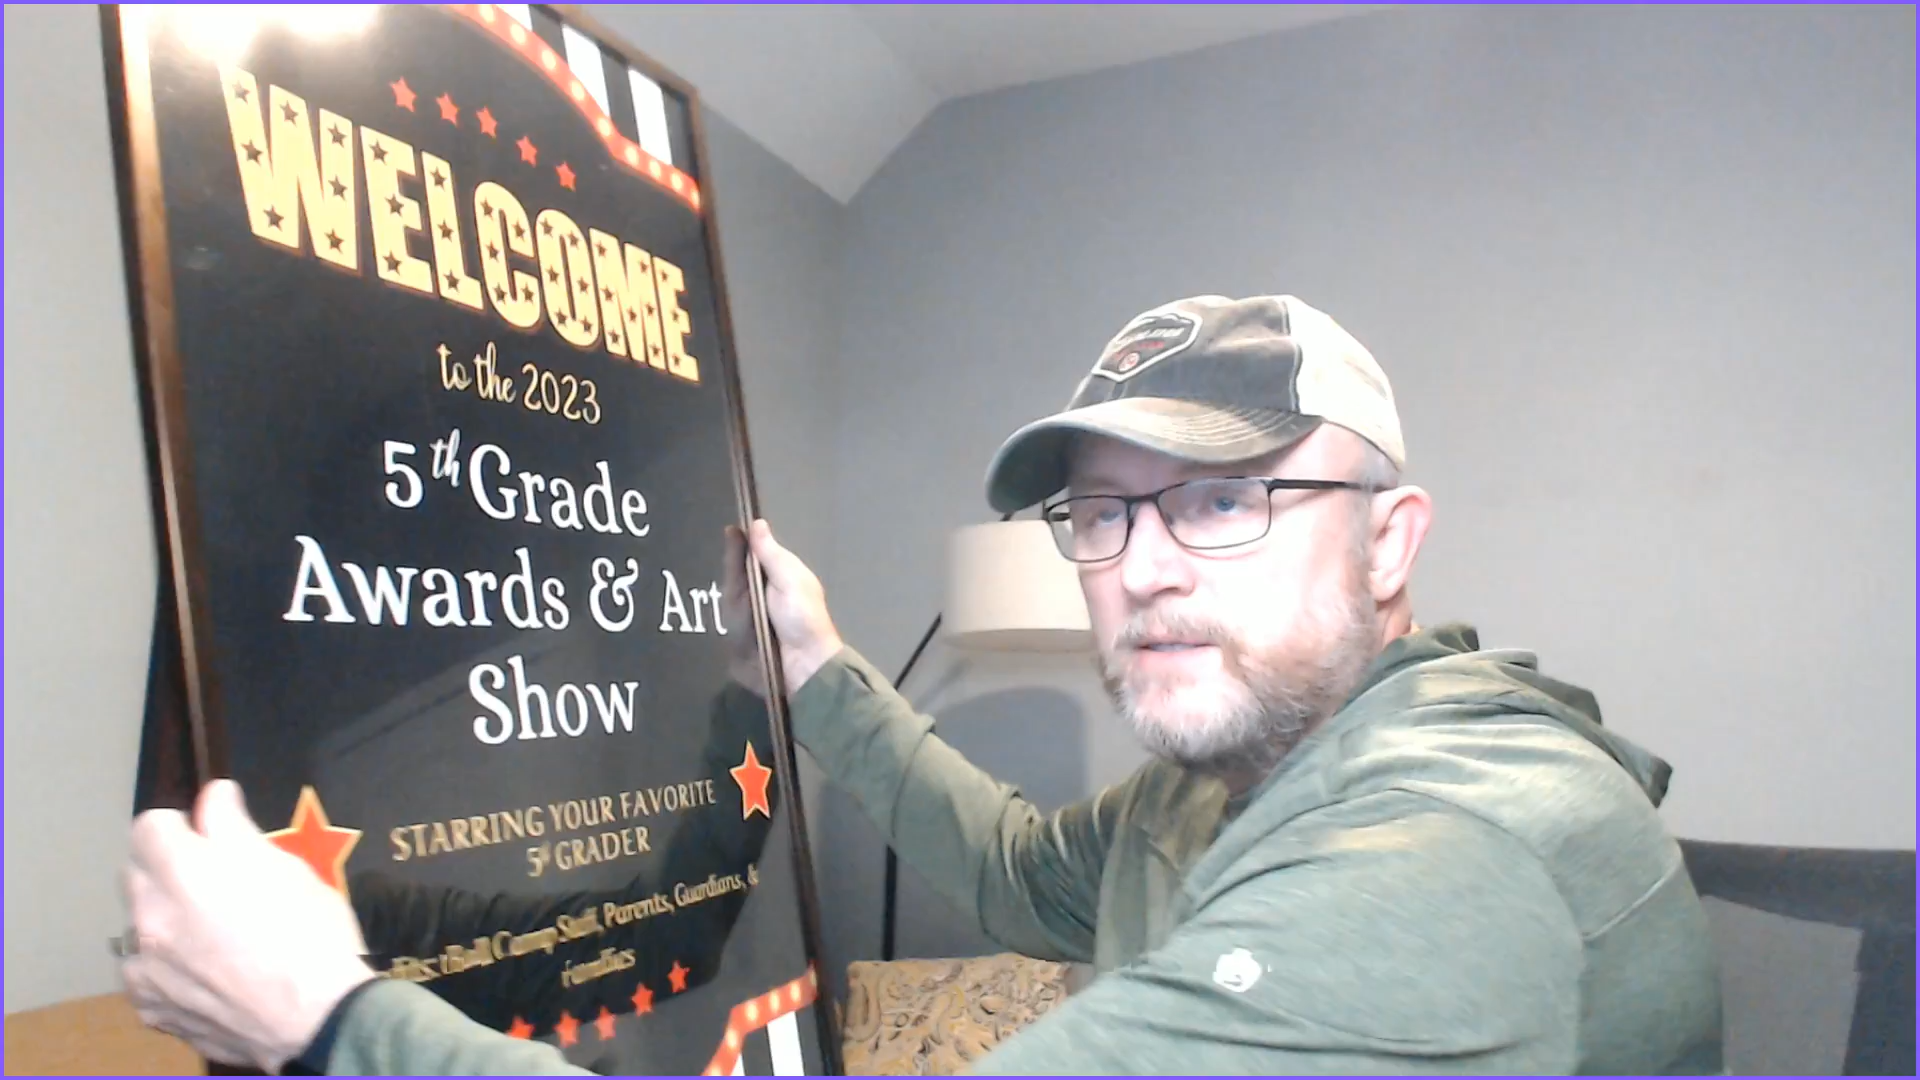 WELCOME
to the 2023
5th Grade
Awards & Art
Show
STARRING YOUR FAVORITE
5th GRADER
Camp Staff, Parents, Guardians, &
Families